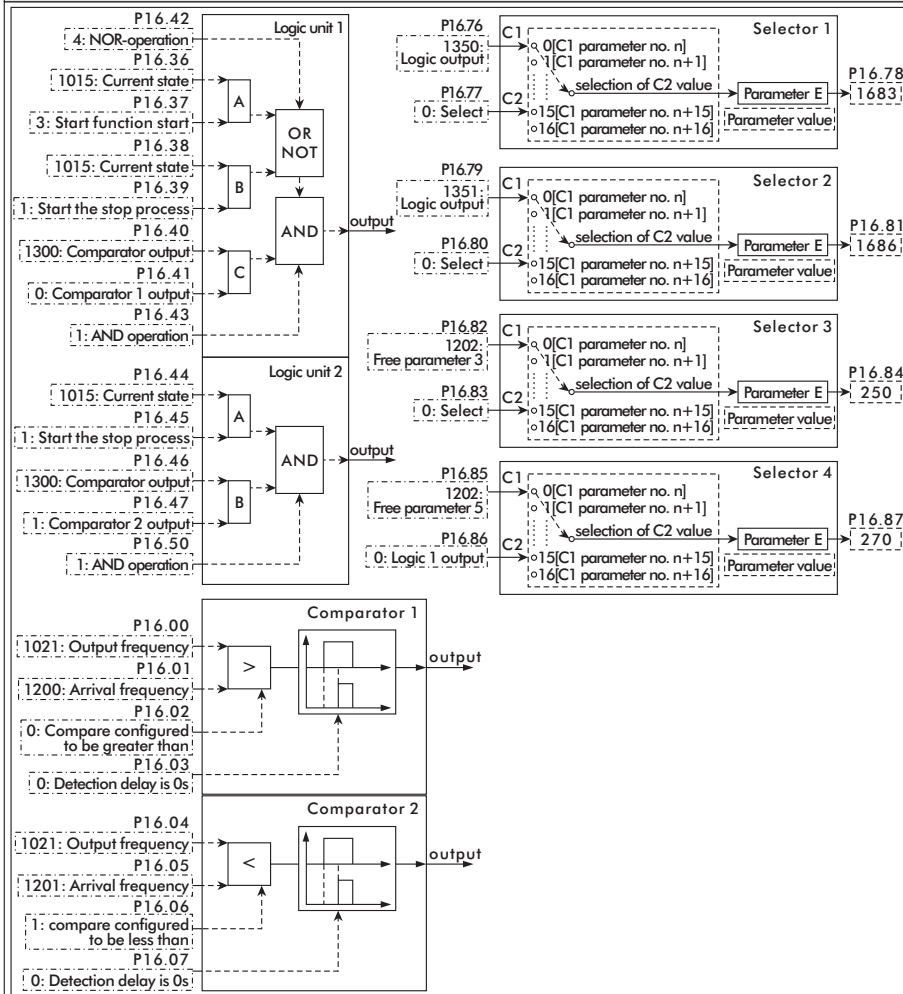 P16.42
4: NOR-operation
P16.36
1015: Current state
P16.37
3: Start function start
P16.38
1015: Current state
P16.39
1: Start the stop process
P16.40
1300: Comparator output
P16.41
0: Comparator 1 output
P16.43
1: AND operation
Logic unit 1
A
B
C
OR
NOT
AND
output
P16.44
1015: Current state
P16.45
1: Start the stop process
P16.46
1300: Comparator output
P16.47
1: Comparator 2 output
P16.50
1: AND operation
Logic unit 2
A
B
AND
output
P16.76
1350:
Logic output
P16.77
0: Select
C1
C2
Selector 1
0[C1 parameter no. n]
1[C1 parameter no. n+1]
selection of C2 value
15[C1 parameter no. n+15]
16[C1 parameter no. n+16]
Parameter E
Parameter value
P16.78
1683
P16.79
1351:
Logic output
P16.80
0: Select
C1
C2
Selector 2
0[C1 parameter no. n]
1[C1 parameter no. n+1]
selection of C2 value
15[C1 parameter no. n+15]
16[C1 parameter no. n+16]
Parameter E
Parameter value
P16.81
1686
P16.82
1202:
Free parameter 3
P16.83
0: Select
C1
C2
Selector 3
0[C1 parameter no. n]
1[C1 parameter no. n+1]
selection of C2 value
15[C1 parameter no. n+15]
16[C1 parameter no. n+16]
Parameter E
Parameter value
P16.84
250
P16.85
1202:
Free parameter 5
P16.86
0: Logic 1 output
C1
C2
Selector 4
0[C1 parameter no. n]
1[C1 parameter no. n+1]
selection of C2 value
15[C1 parameter no. n+15]
16[C1 parameter no. n+16]
Parameter E
Parameter value
P16.87
270
P16.00
1021: Output frequency
P16.01
1200: Arrival frequency
P16.02
0: Compare configured
to be greater than
P16.03
0: Detection delay is 0s
Comparator 1
>
output
P16.04
1021: Output frequency
P16.05
1201: Arrival frequency
P16.06
1: compare configured
to be less than
P16.07
0: Detection delay is 0s
Comparator 2
<
output